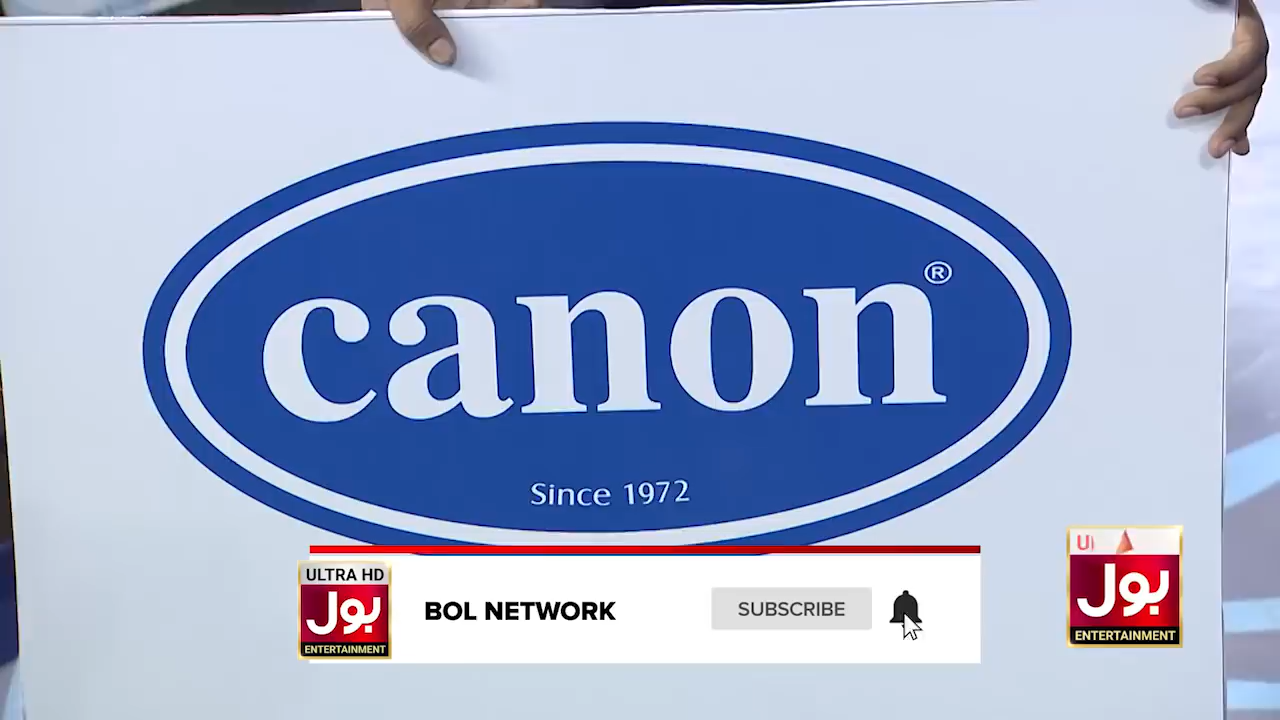 canon®
Since 1972
ULTRA HD
بول
ENTERTAINMENT
BOL NETWORK
SUBSCRIBE
بول
ENTERTAINMENT